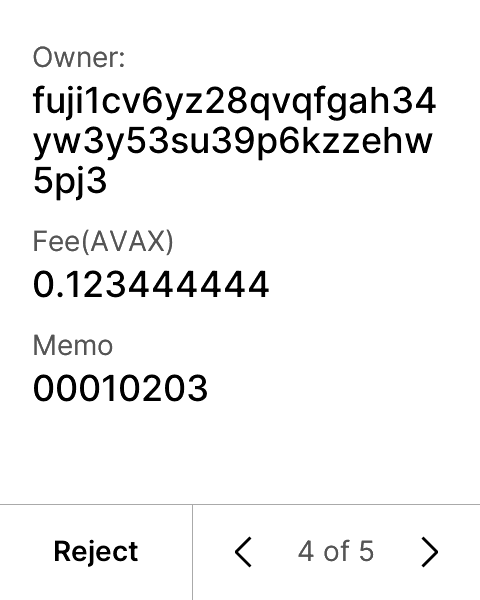 Owner:
fuji1cv6yz28qvqfgah34
yw3y53su39p6kzzehw
5pj3
Fee(AVAX)
0.123444444
Memo
00010203
Reject
4 of 5